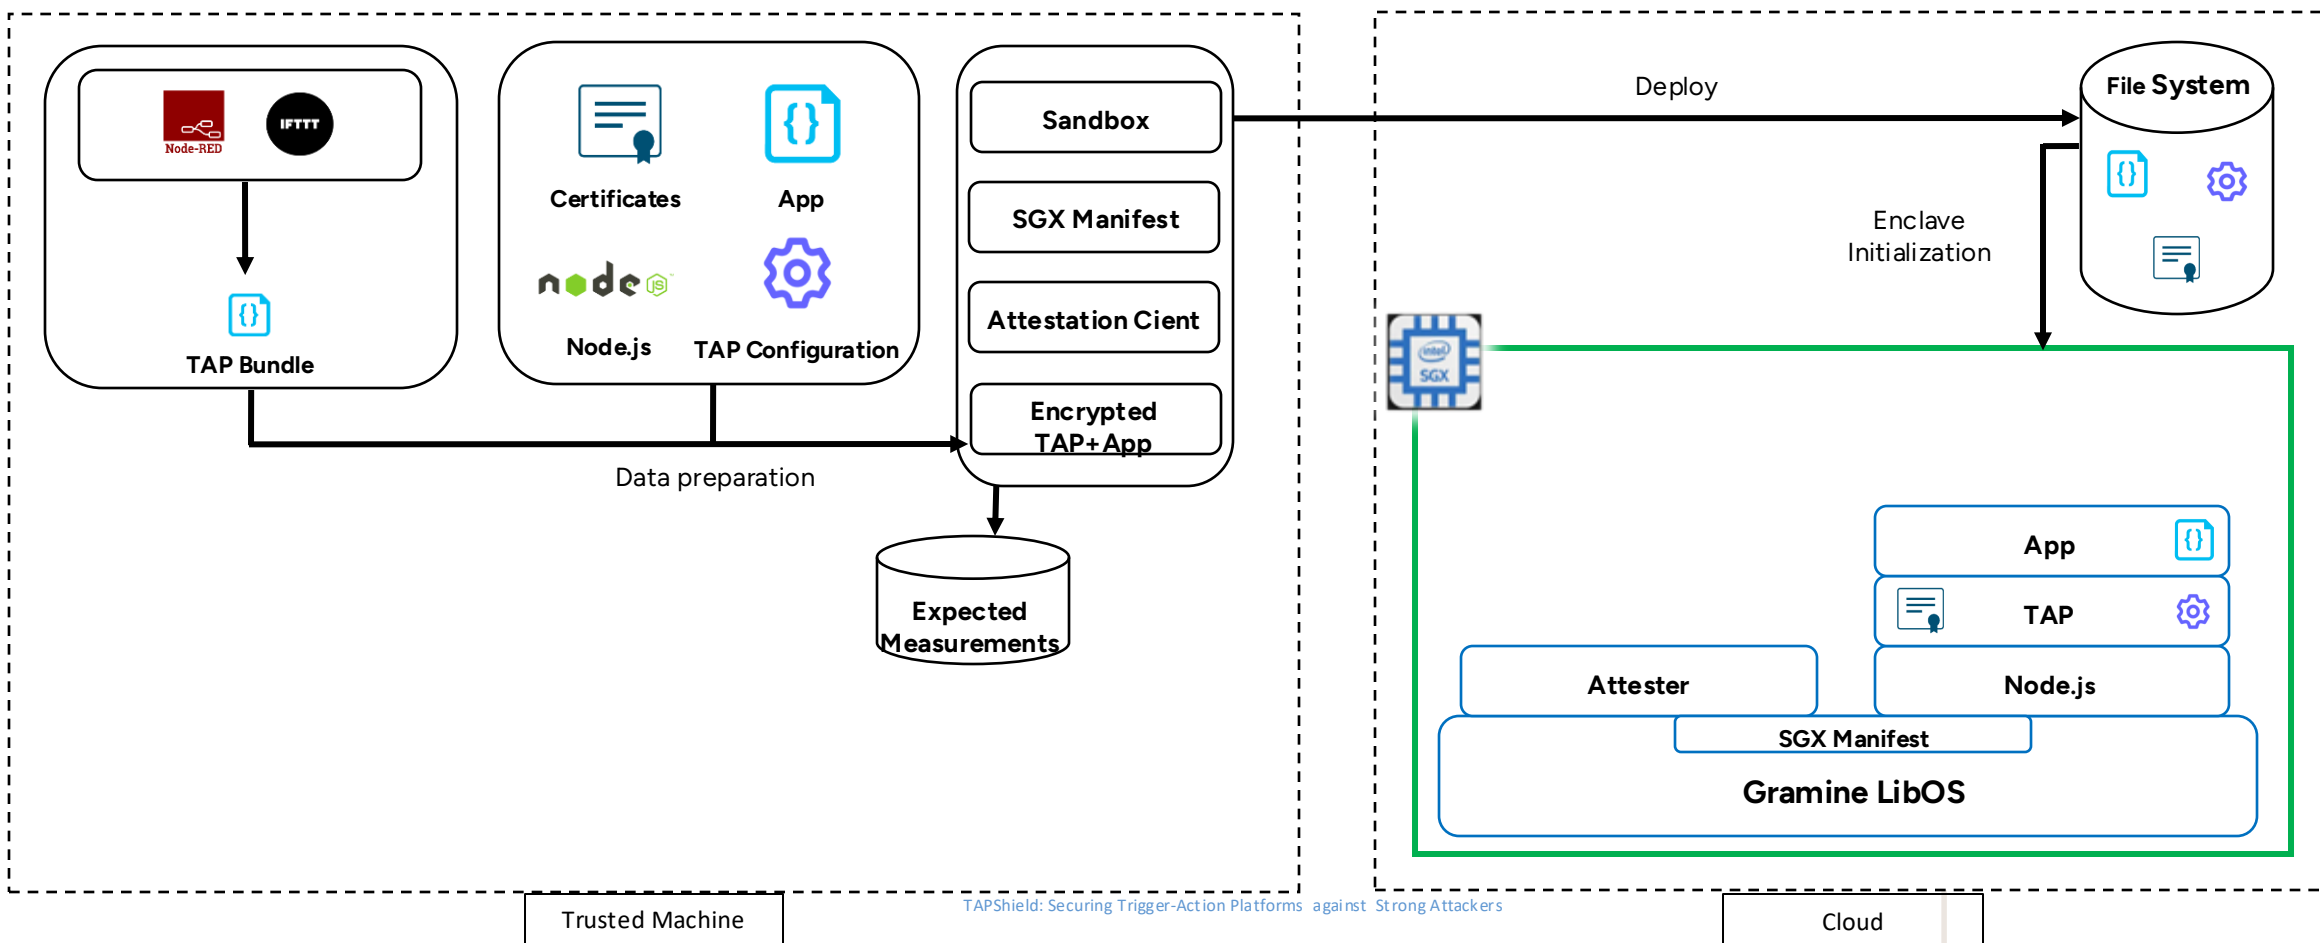 Node-RED
IFTTT
TAP Bundle
Certificates
App
node
JS
Node.js
TAP Configuration
Data preparation
Sandbox
SGX Manifest
Attestation Cient
Encrypted
TAP+App
Expected
Measurements
Trusted Machine
Deploy
File System
Enclave
Initialization
intel
SGX
App
TAP
Attester
Node.js
SGX Manifest
Gramine LibOS
TAPShield: Securing Trigger-Action Platforms against Strong Attackers
Cloud